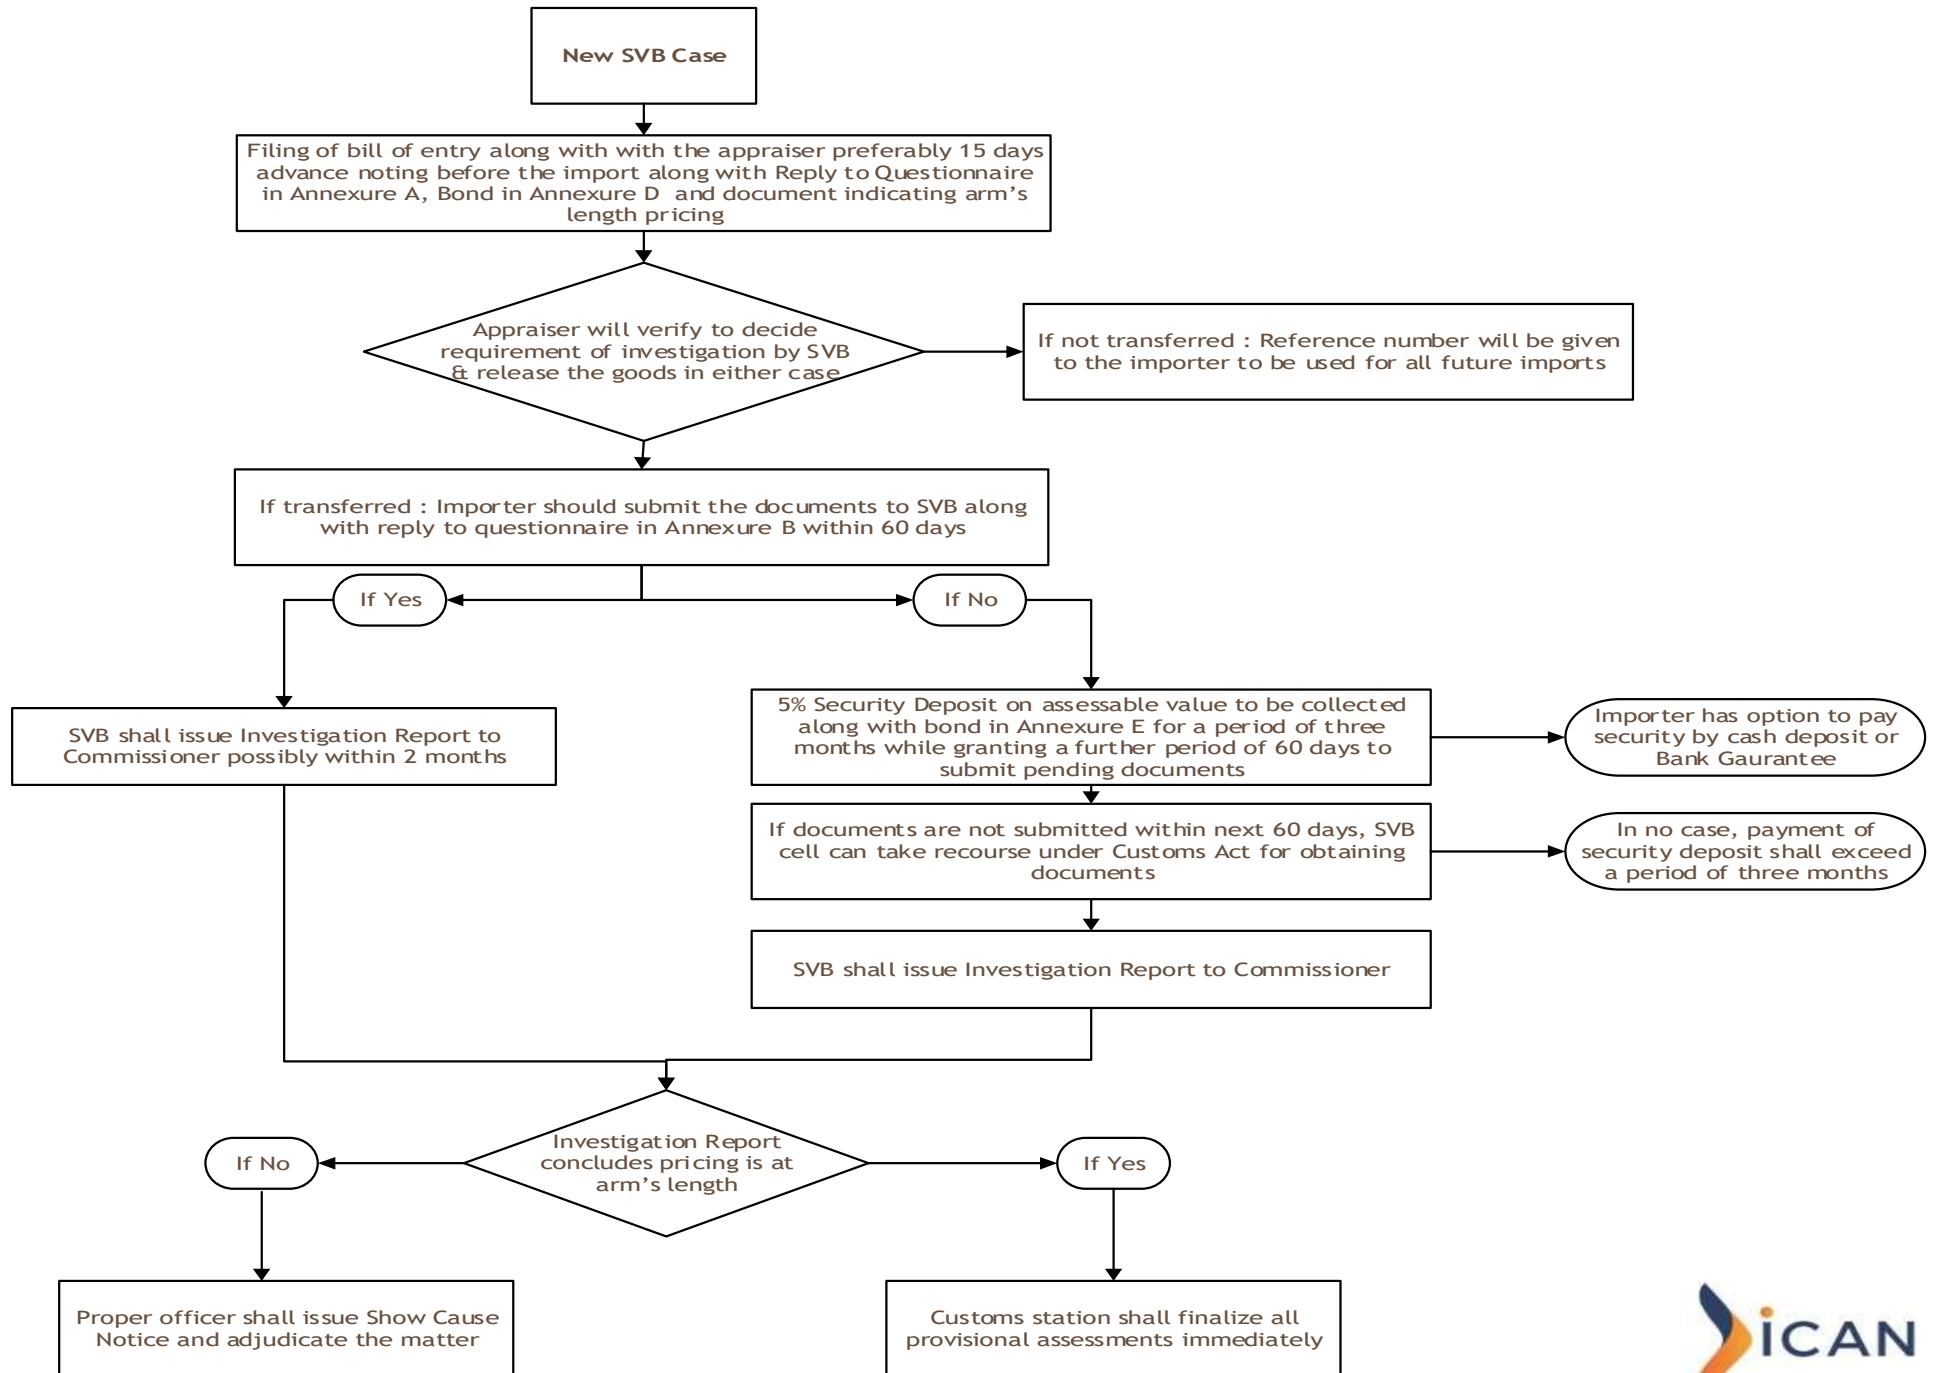 New SVB Case
Filing of bill of entry along with with the appraiser preferably 15 days
advance noting before the import along with Reply to Questionnaire
in Annexure A, Bond in Annexure D and document indicating arm’s
length pricing
Appraiser will verify to decide
requirement of investigation by SVB
& release the goods in either case
If not transferred : Reference number will be given
to the importer to be used for all future imports
If transferred : Importer should submit the documents to SVB along
with reply to questionnaire in Annexure B within 60 days
If Yes
If No
SVB shall issue Investigation Report to
Commissioner possibly within 2 months
5% Security Deposit on assessable value to be collected
along with bond in Annexure E for a period of three
months while granting a further period of 60 days to
submit pending documents
Importer has option to pay
security by cash deposit or
Bank Gaurantee
If documents are not submitted within next 60 days, SVB
cell can take recourse under Customs Act for obtaining
documents
In no case, payment of
security deposit shall exceed
a period of three months
SVB shall issue Investigation Report to Commissioner
Investigation Report
concludes pricing is at
arm’s length
If No
If Yes
Proper officer shall issue Show Cause
Notice and adjudicate the matter
Customs station shall finalize all
provisional assessments immediately
iCAN